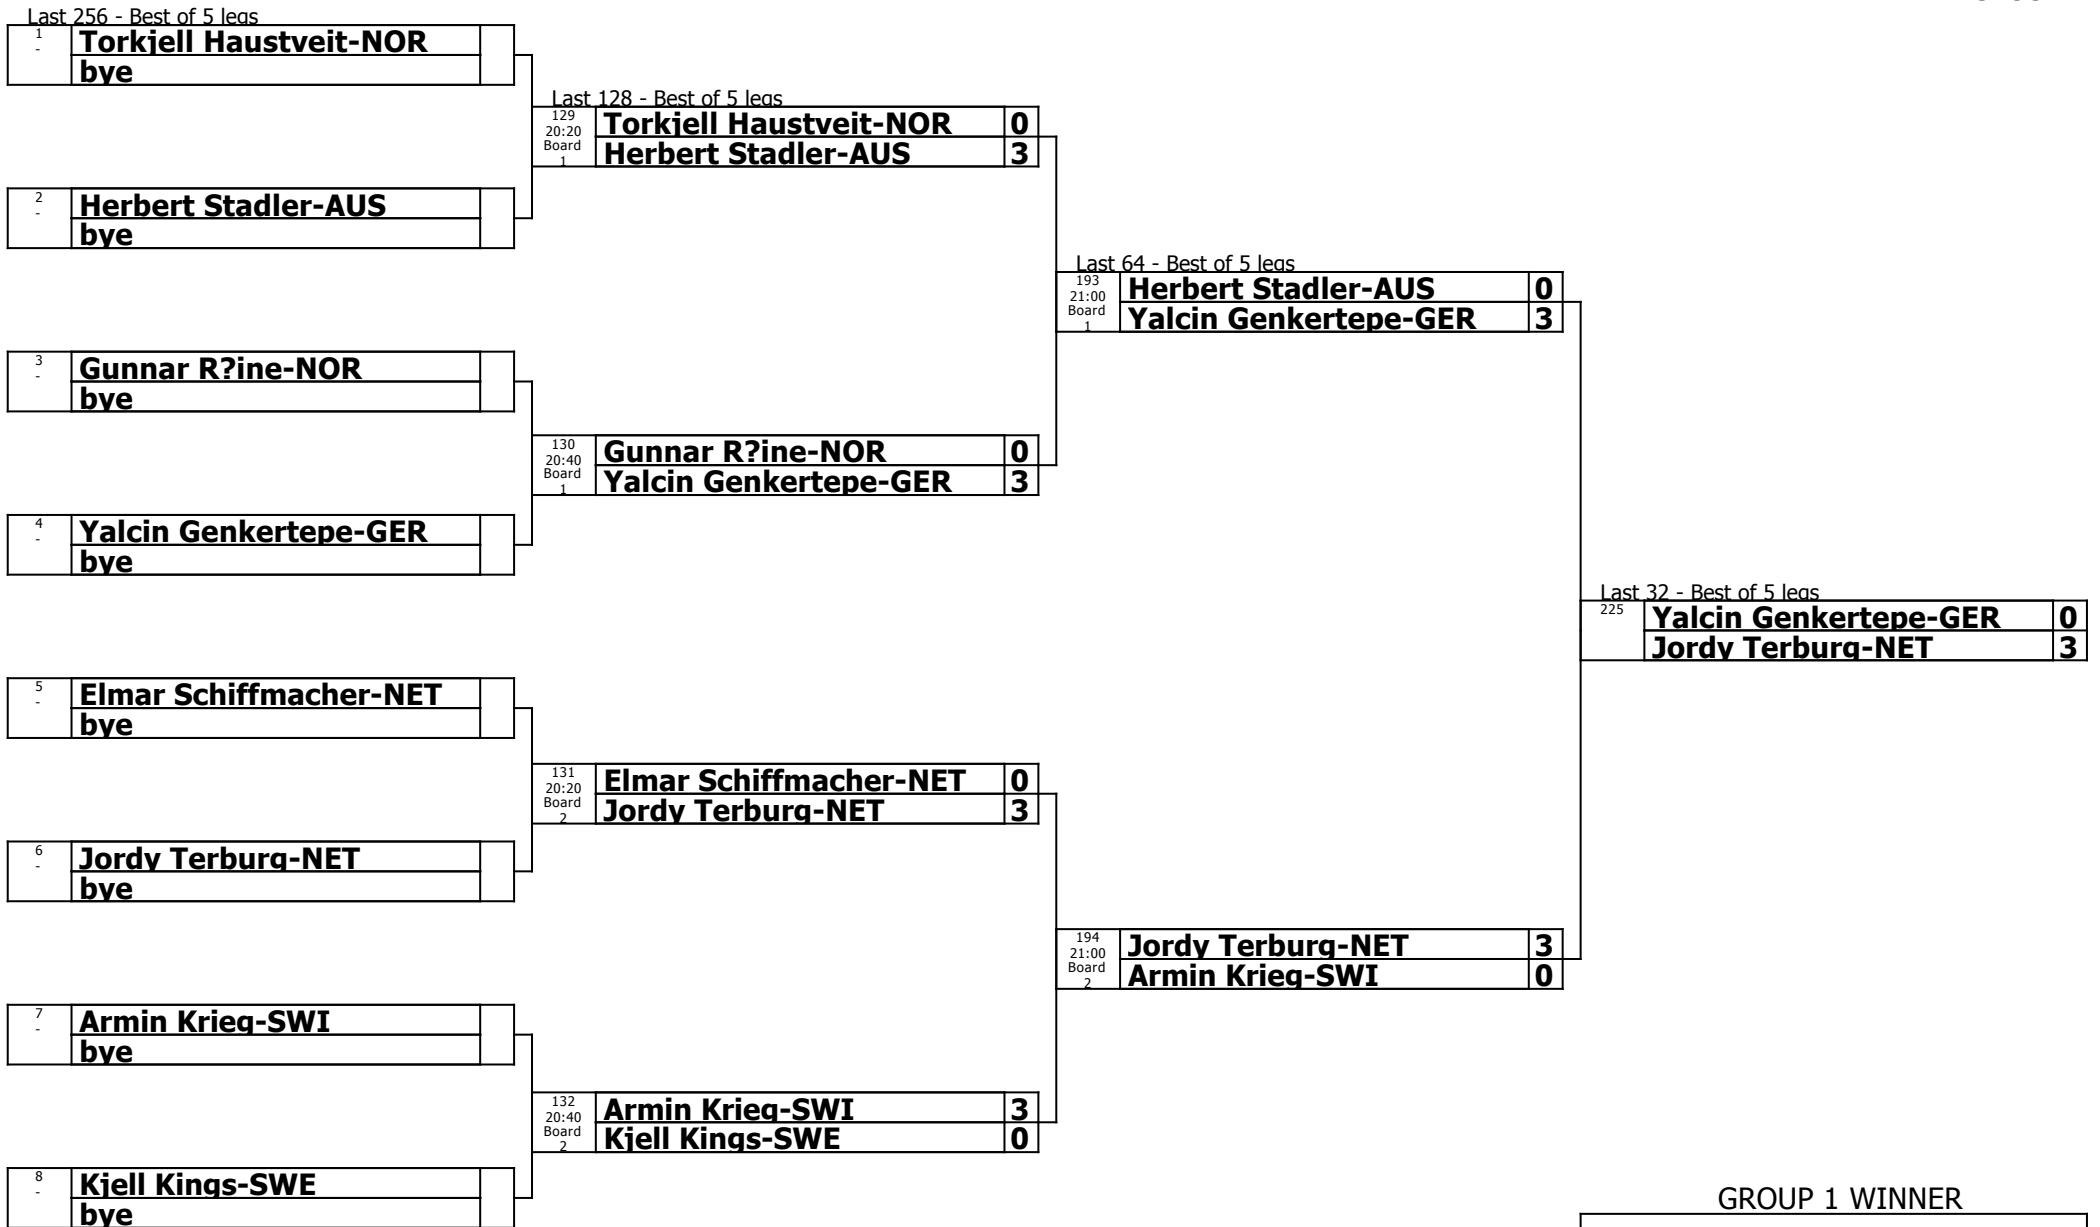 Last 256 - Best of 5 legs
1
-
Torkjell Haustveit-NOR
bye
2
-
Herbert Stadler-AUS
bye
3
-
Gunnar R?ine-NOR
bye
4
-
Yalcin Genkertepe-GER
bye
5
-
Elmar Schiffmacher-NET
bye
6
-
Jordy Terburg-NET
bye
7
-
Armin Krieg-SWI
bye
8
-
Kjell Kings-SWE
bye
Last 128 - Best of 5 legs
129
20:20
Board
1
Torkjell Haustveit-NOR 0
Herbert Stadler-AUS 3
130
20:40
Board
1
Gunnar R?ine-NOR 0
Yalcin Genkertepe-GER 3
131
20:20
Board
2
Elmar Schiffmacher-NET 0
Jordy Terburg-NET 3
132
20:40
Board
2
Armin Krieg-SWI 3
Kjell Kings-SWE 0
Last 64 - Best of 5 legs
193
21:00
Board
1
Herbert Stadler-AUS 0
Yalcin Genkertepe-GER 3
194
21:00
Board
2
Jordy Terburg-NET 3
Armin Krieg-SWI 0
Last 32 - Best of 5 legs
225
Yalcin Genkertepe-GER 0
Jordy Terburg-NET 3
GROUP 1 WINNER